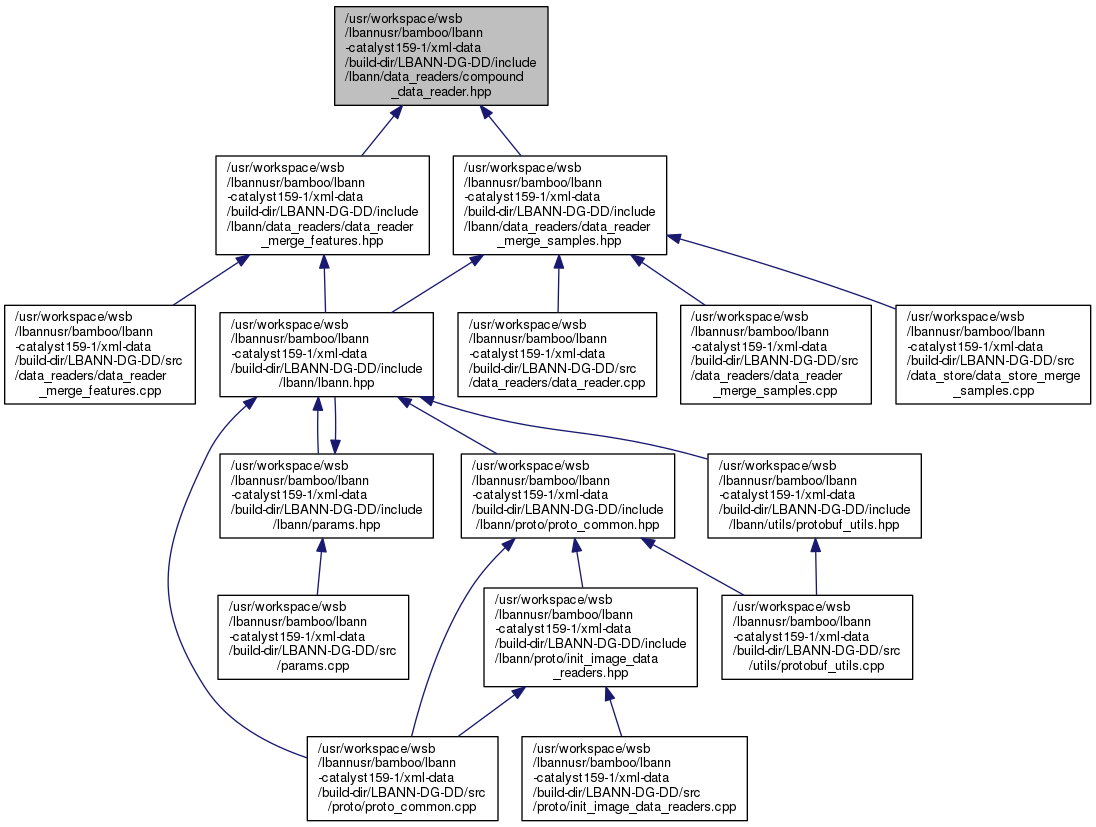 /usr/workspace/wsb
/lbannusr/bamboo/lbann
-catalyst159-1/xml-data
/build-dir/LBANN-DG-DD/include
/lbann/data_readers/compound
_data_reader.hpp
/usr/workspace/wsb
/lbannusr/bamboo/lbann
-catalyst159-1/xml-data
/build-dir/LBANN-DG-DD/include
/lbann/data_readers/data_reader
_merge_features.hpp
/usr/workspace/wsb
/lbannusr/bamboo/lbann
-catalyst159-1/xml-data
/build-dir/LBANN-DG-DD/include
/lbann/data_readers/data_reader
_merge_samples.hpp
/usr/workspace/wsb
/lbannusr/bamboo/lbann
-catalyst159-1/xml-data
/build-dir/LBANN-DG-DD/src
/data_readers/data_reader
_merge_features.cpp
/usr/workspace/wsb
/lbannusr/bamboo/lbann
-catalyst159-1/xml-data
/build-dir/LBANN-DG-DD/include
/lbann/lbann.hpp
/usr/workspace/wsb
/lbannusr/bamboo/lbann
-catalyst159-1/xml-data
/build-dir/LBANN-DG-DD/src
/data_readers/data_reader.cpp
/usr/workspace/wsb
/lbannusr/bamboo/lbann
-catalyst159-1/xml-data
/build-dir/LBANN-DG-DD/src
/data_readers/data_reader
_merge_samples.cpp
/usr/workspace/wsb
/lbannusr/bamboo/lbann
-catalyst159-1/xml-data
/build-dir/LBANN-DG-DD/src
/data_store/data_store_merge
_samples.cpp
/usr/workspace/wsb
/lbannusr/bamboo/lbann
-catalyst159-1/xml-data
/build-dir/LBANN-DG-DD/include
/lbann/params.hpp
/usr/workspace/wsb
/lbannusr/bamboo/lbann
-catalyst159-1/xml-data
/build-dir/LBANN-DG-DD/include
/lbann/proto/proto_common.hpp
/usr/workspace/wsb
/lbannusr/bamboo/lbann
-catalyst159-1/xml-data
/build-dir/LBANN-DG-DD/include
/lbann/utils/protobuf_utils.hpp
/usr/workspace/wsb
/lbannusr/bamboo/lbann
-catalyst159-1/xml-data
/build-dir/LBANN-DG-DD/src
/params.cpp
/usr/workspace/wsb
/lbannusr/bamboo/lbann
-catalyst159-1/xml-data
/build-dir/LBANN-DG-DD/include
/lbann/proto/init_image_data
_readers.hpp
/usr/workspace/wsb
/lbannusr/bamboo/lbann
-catalyst159-1/xml-data
/build-dir/LBANN-DG-DD/src
/utils/protobuf_utils.cpp
/usr/workspace/wsb
/lbannusr/bamboo/lbann
-catalyst159-1/xml-data
/build-dir/LBANN-DG-DD/src
/proto/proto_common.cpp
/usr/workspace/wsb
/lbannusr/bamboo/lbann
-catalyst159-1/xml-data
/build-dir/LBANN-DG-DD/src
/proto/init_image_data_readers.cpp